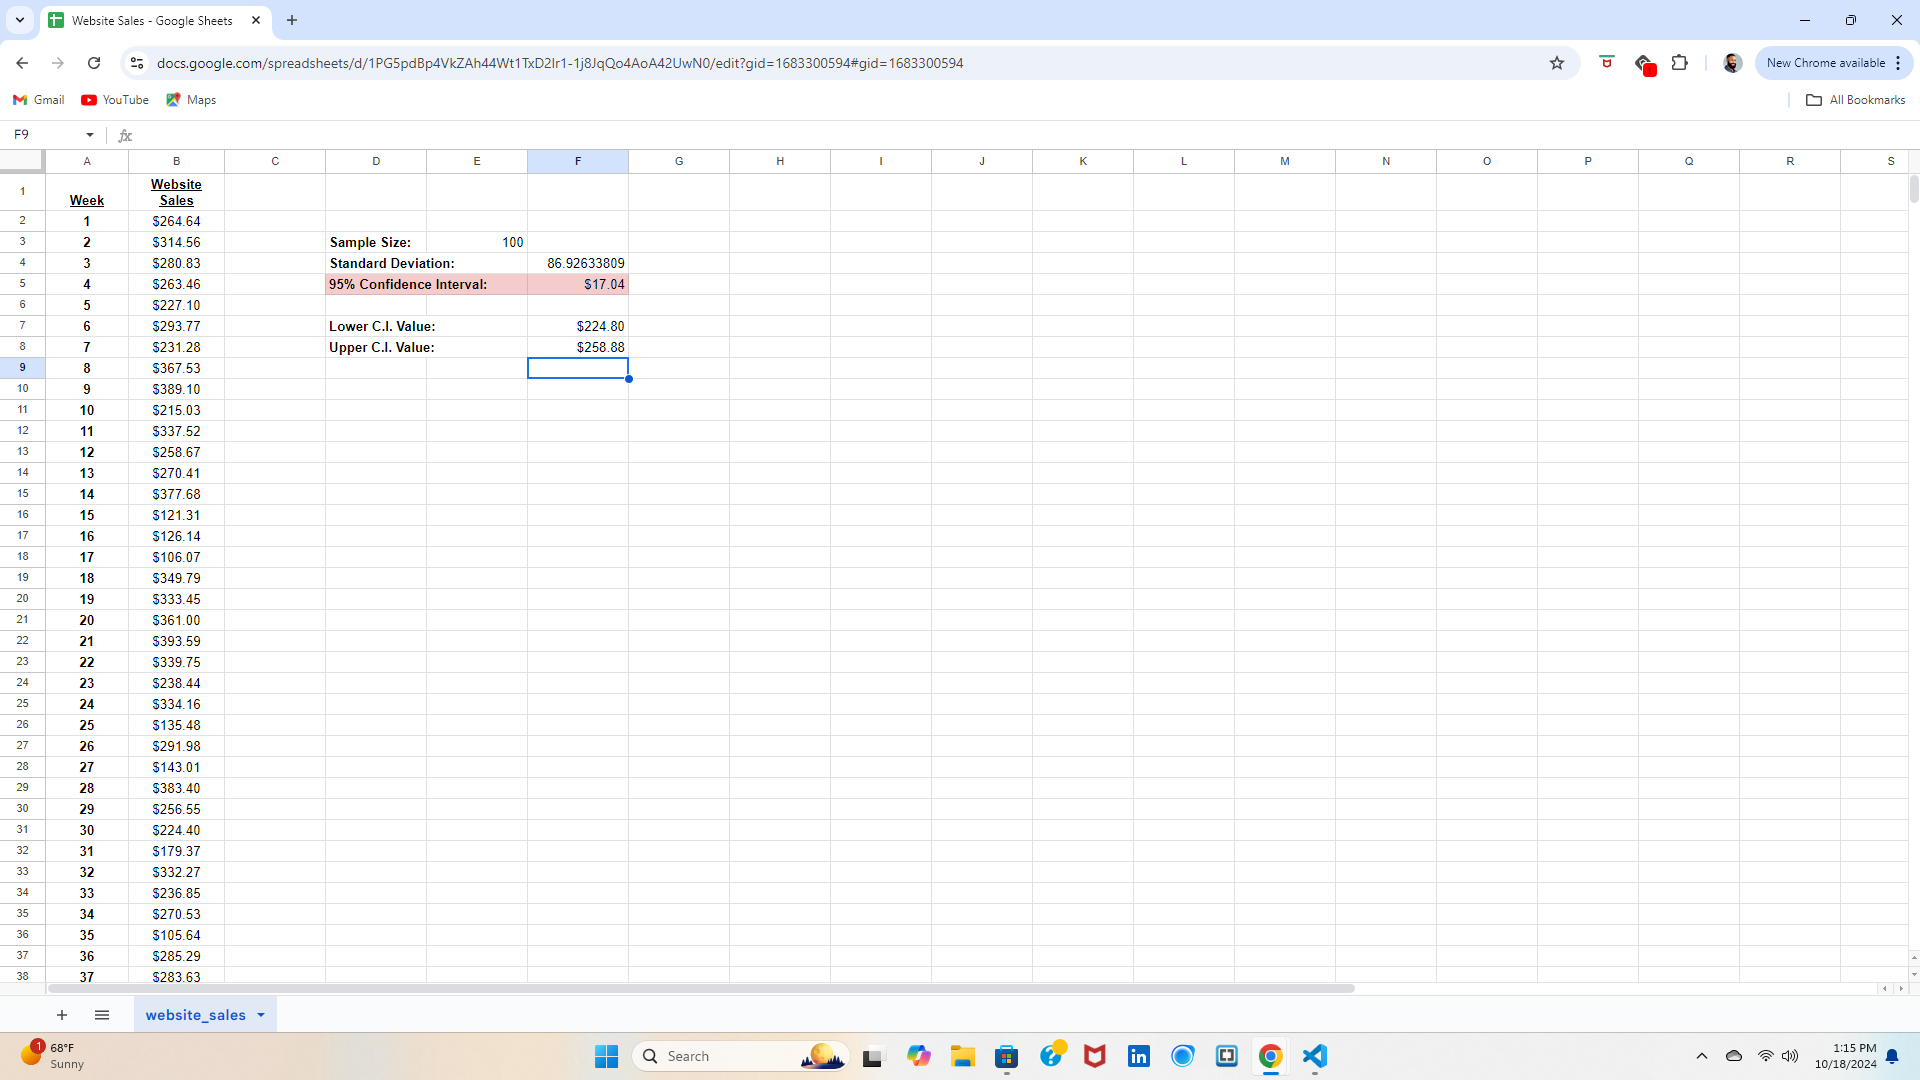 Website Sales - Google Sheets
docs.google.com/spreadsheets/d/1PG5pdBp4VkZAh44Wt1TxD2Ir1-1j8JqQo4AoA42UwN0/edit?gid=1683300594#gid=1683300594
New Chrome available
Gmail YouTube Maps All Bookmarks
F9 fx
A B C D E F G H I J K L M N O P Q R S
1 Week Website Sales
2 1 $264.64
3 2 $314.56 Sample Size: 100
4 3 $280.83 Standard Deviation: 86.92633809
5 4 $263.46 95% Confidence Interval: $17.04
6 5 $227.10
7 6 $293.77 Lower C.I. Value: $224.80
8 7 $231.28 Upper C.I. Value: $258.88
9 8 $367.53
10 9 $389.10
11 10 $215.03
12 11 $337.52
13 12 $258.67
14 13 $270.41
15 14 $377.68
16 15 $121.31
17 16 $126.14
18 17 $106.07
19 18 $349.79
20 19 $333.45
21 20 $361.00
22 21 $393.59
23 22 $339.75
24 23 $238.44
25 24 $334.16
26 25 $135.48
27 26 $291.98
28 27 $143.01
29 28 $383.40
30 29 $256.55
31 30 $224.40
32 31 $179.37
33 32 $332.27
34 33 $236.85
35 34 $270.53
36 35 $105.64
37 36 $285.29
38 37 $283.63
website_sales
1 68°F
Sunny
Search
in
1:15 PM
10/18/2024